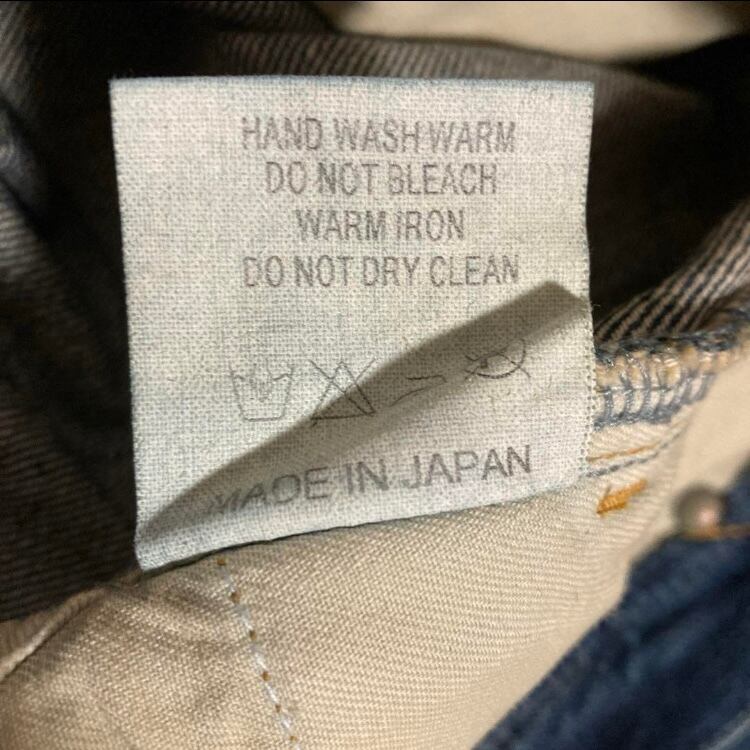 HAND WASH WARM
DO NOT BLEACH
WARM IRON
DO NOT DRY CLEAN
MADE IN JAPAN